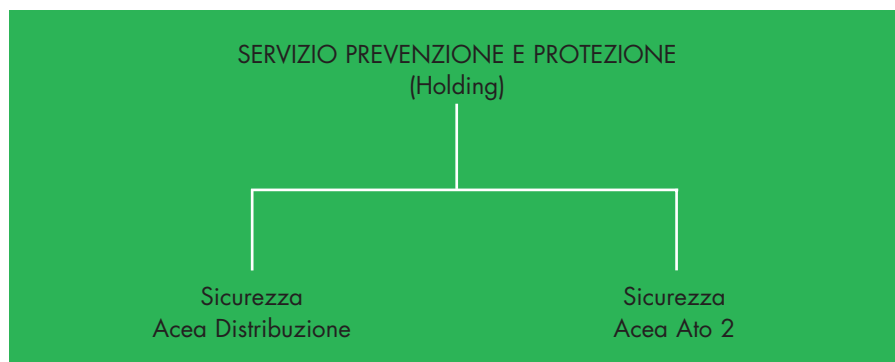 SERVIZIO PREVENZIONE E PROTEZIONE
(Holding)
Sicurezza
Acea Distribuzione
Sicurezza
Acea Ato 2